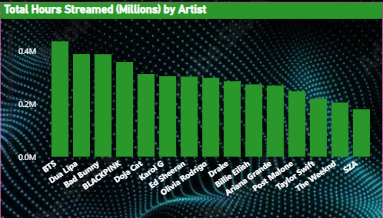 Total Hours Streamed (Millions) by Artist
0.4M
0.2M
0.0M
BTS
Dua Lipa
Bad Bunny
BLACKPINK
Doja Cat
Karol G
Ed Sheeran
Olivia Rodrigo
Drake
Billie Eilish
Ariana Grande
Post Malone
Taylor Swift
The Weeknd
SZA